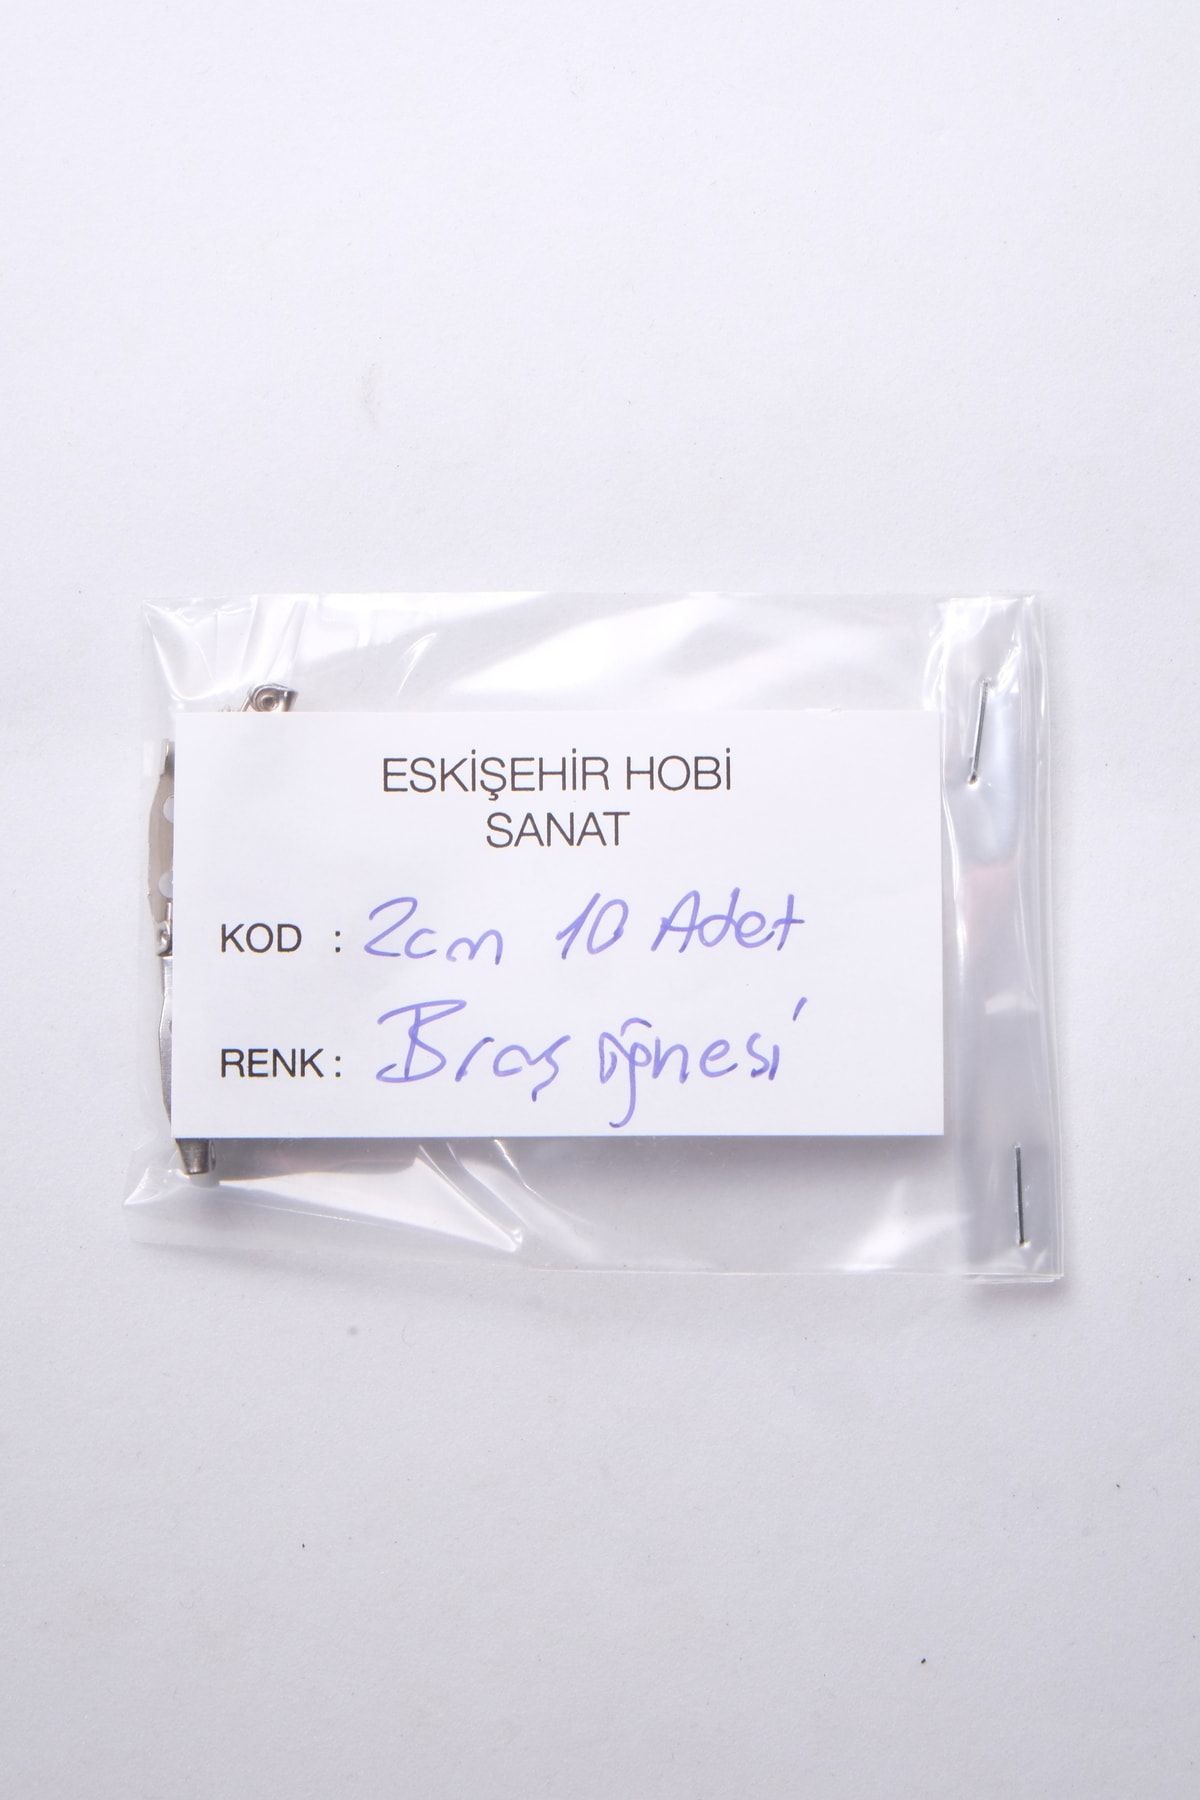 ESKİŞEHİR HOBİ
SANAT
KOD : 2cm 10 Adet
RENK : Broş iğnesi